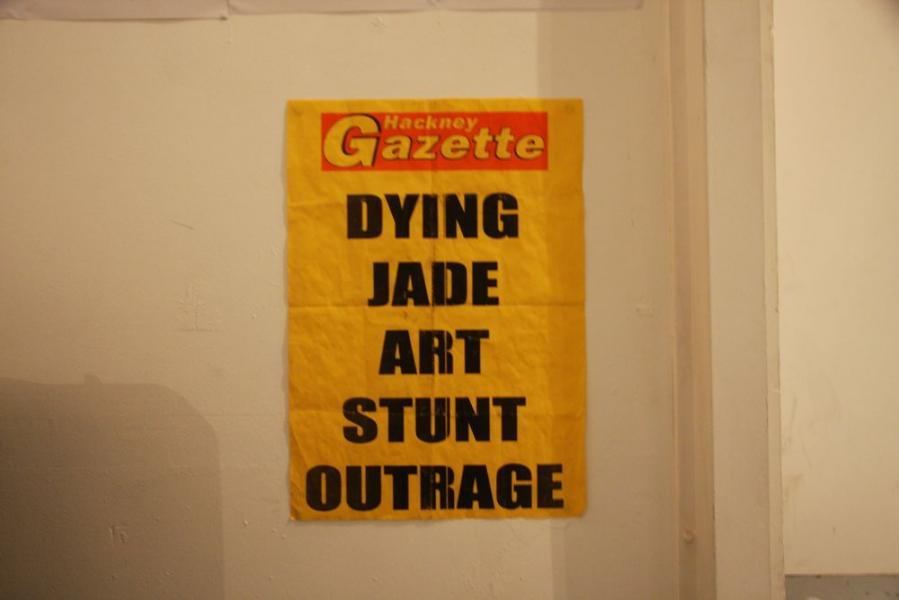 Hackney
Gazette
DYING
JADE
ART
STUNT
OUTRAGE